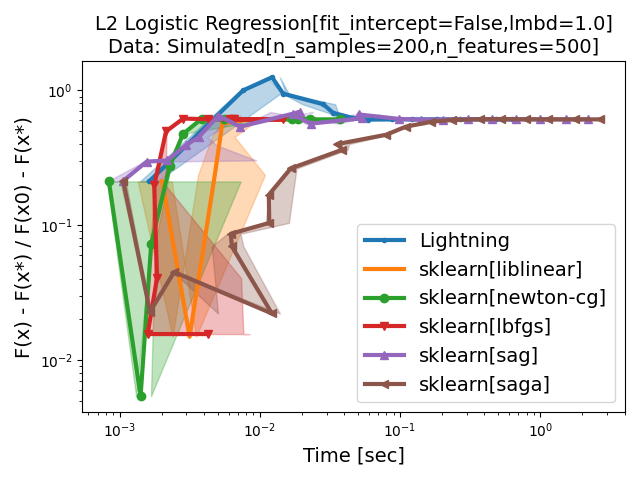 L2 Logistic Regression[fit_intercept=False,lmbd=1.0]
Data: Simulated[n_samples=200,n_features=500]
F(x) - F(x*) / F(x0) - F(x*)
10⁰
10⁻¹
10⁻²
Lightning
sklearn[liblinear]
sklearn[newton-cg]
sklearn[lbfgs]
sklearn[sag]
sklearn[saga]
10⁻³ 10⁻² 10⁻¹ 10⁰
Time [sec]